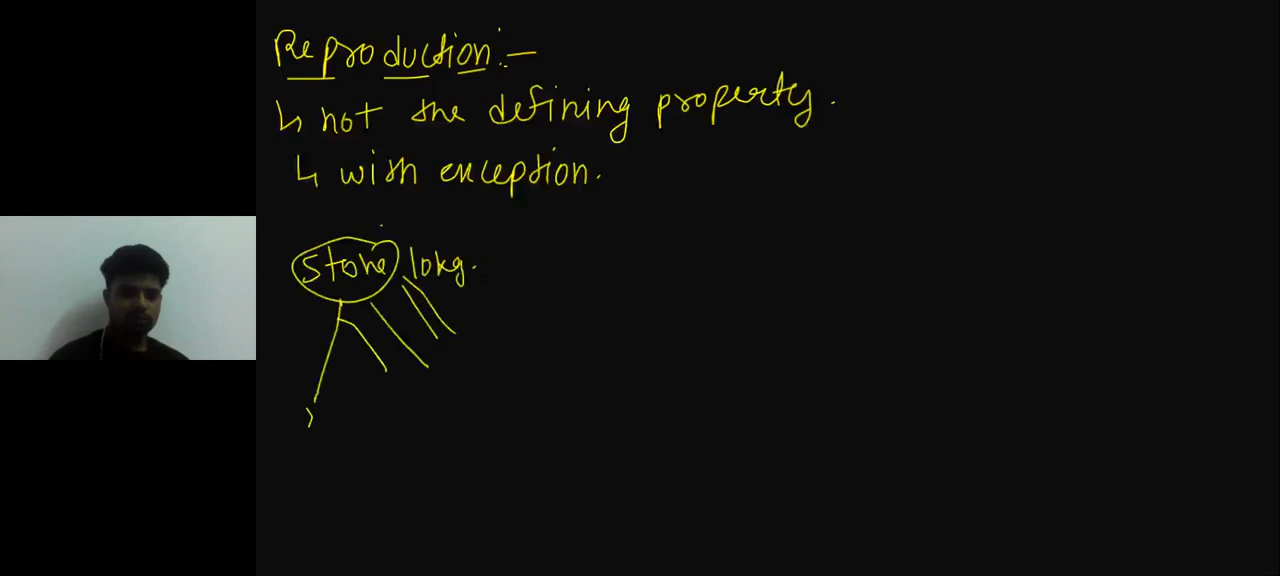 Reproduction:-
↳ not the defining property.
↳ with exception.
Stone 10kg.